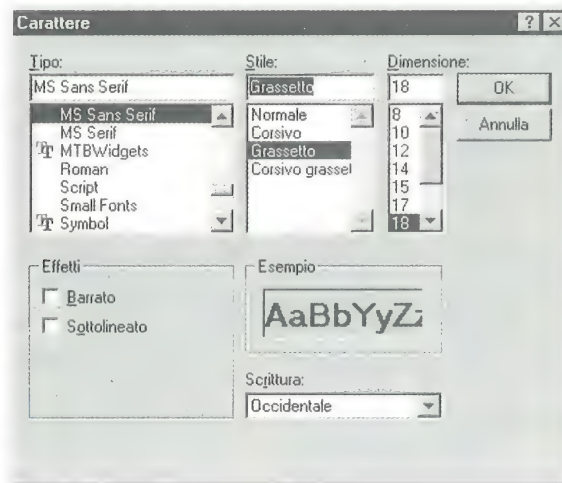 Carattere
Tipo:
MS Sans Serif
MS Sans Serif
MS Serif
MTBWidgets
Roman
Script
Small Fonts
Symbol
Stile:
Grassetto
Normale
Corsivo
Grassetto
Corsivo grasset
Dimensione:
18
8
10
12
14
15
17
18
OK
Annulla
Effetti
Barrato
Sottolineato
Esempio
AaBbYyZz
Scrittura:
Occidentale